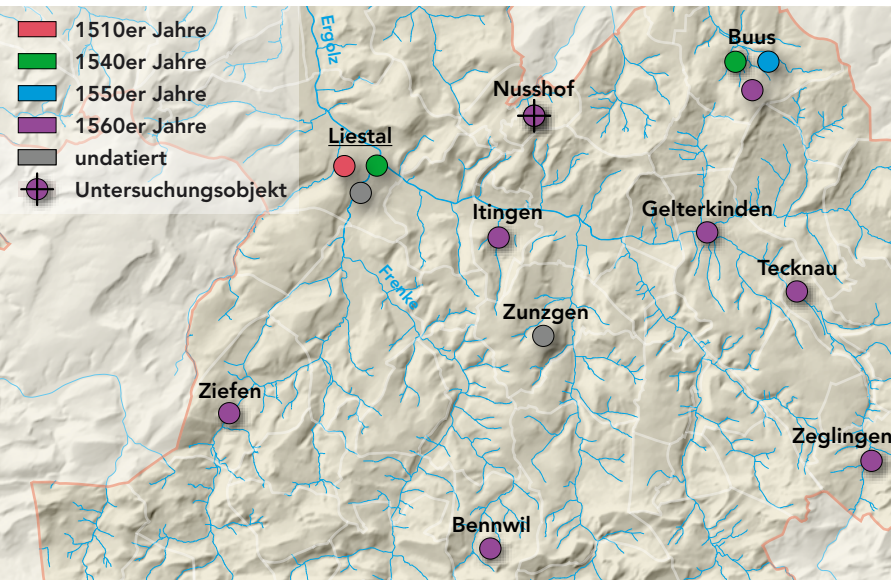 1510er Jahre
1540er Jahre
1550er Jahre
1560er Jahre
undatiert
Untersuchungsobjekt
Ergolz
Buus
Nusshof
Liestal
Itingen
Gelterkinden
Tecknau
Frenke
Zunzgen
Ziefen
Zeglingen
Bennwil